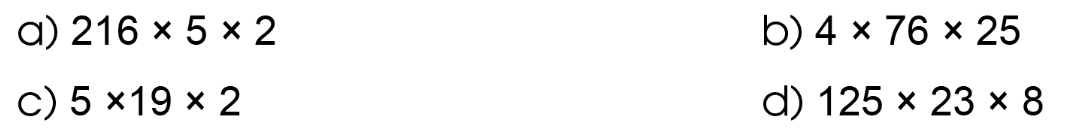 a) 216 × 5 × 2 b) 4 × 76 × 25
c) 5 ×19 × 2 d) 125 × 23 × 8